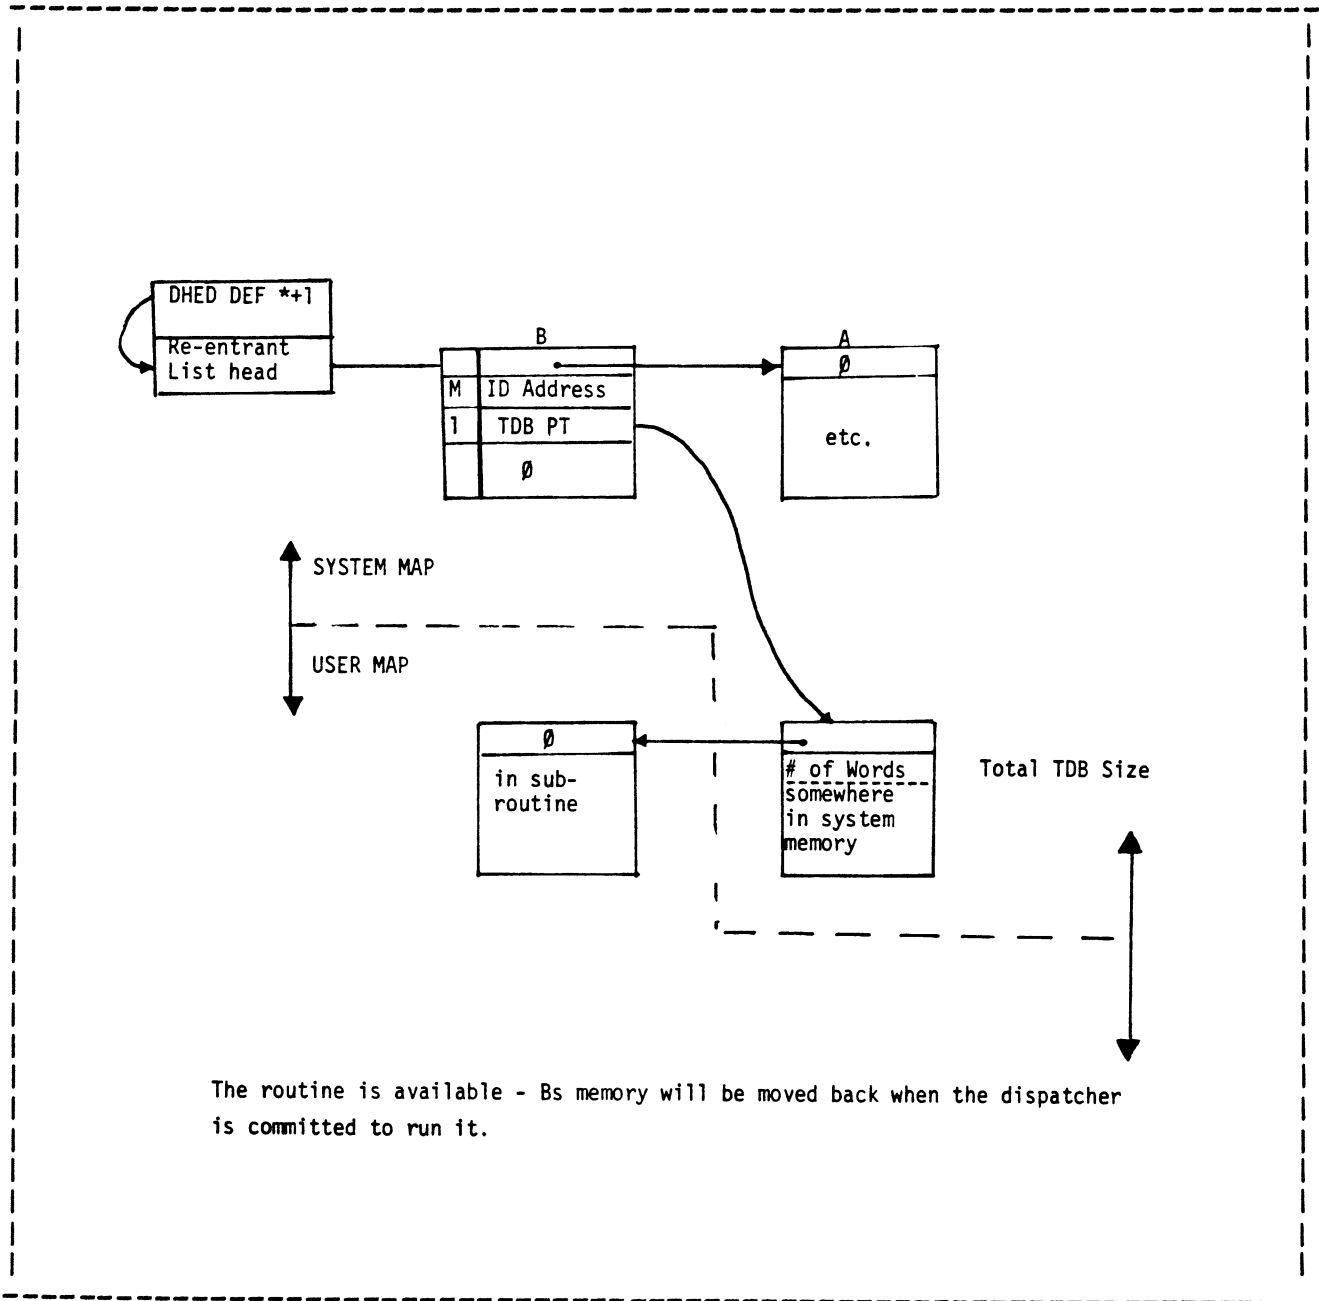 DHED DEF *+1
Re-entrant
List head
B
A
Ø
M ID Address
1 TDB PT
Ø
etc.
SYSTEM MAP
USER MAP
Ø
in sub-
routine
# of Words
somewhere
in system
memory
Total TDB Size
The routine is available - Bs memory will be moved back when the dispatcher
is committed to run it.